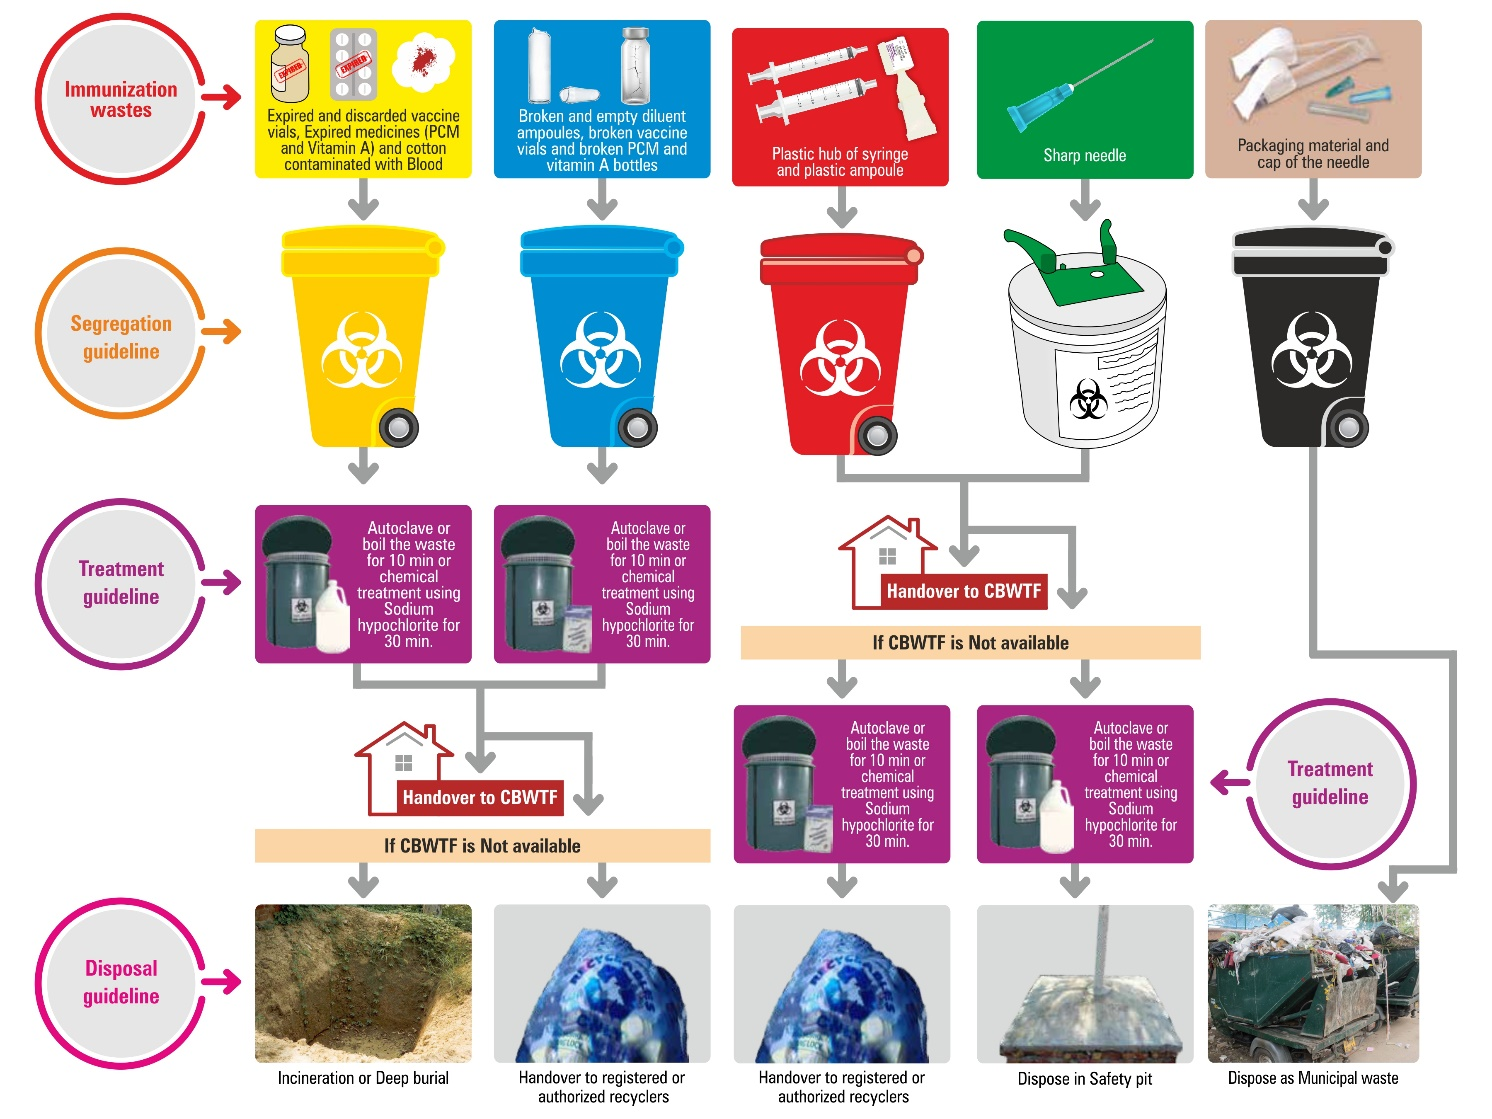 Immunization
wastes
EXPIRED
EXPIRED
Expired and discarded vaccine
vials, Expired medicines (PCM
and Vitamin A) and cotton
contaminated with Blood
Broken and empty diluent
ampoules, broken vaccine
vials and broken PCM and
vitamin A bottles
Plastic hub of syringe
and plastic ampoule
Sharp needle
Packaging material and
cap of the needle
Segregation
guideline
Treatment
guideline
Autoclave or
boil the waste
for 10 min or
chemical
treatment using
Sodium
hypochlorite for
30 min.
Autoclave or
boil the waste
for 10 min or
chemical
treatment using
Sodium
hypochlorite for
30 min.
Handover to CBWTF
If CBWTF is Not available
Handover to CBWTF
If CBWTF is Not available
Autoclave or
boil the waste
for 10 min or
chemical
treatment using
Sodium
hypochlorite for
30 min.
Autoclave or
boil the waste
for 10 min or
chemical
treatment using
Sodium
hypochlorite for
30 min.
Treatment
guideline
Disposal
guideline
Incineration or Deep burial
Handover to registered or
authorized recyclers
Handover to registered or
authorized recyclers
Dispose in Safety pit
Dispose as Municipal waste